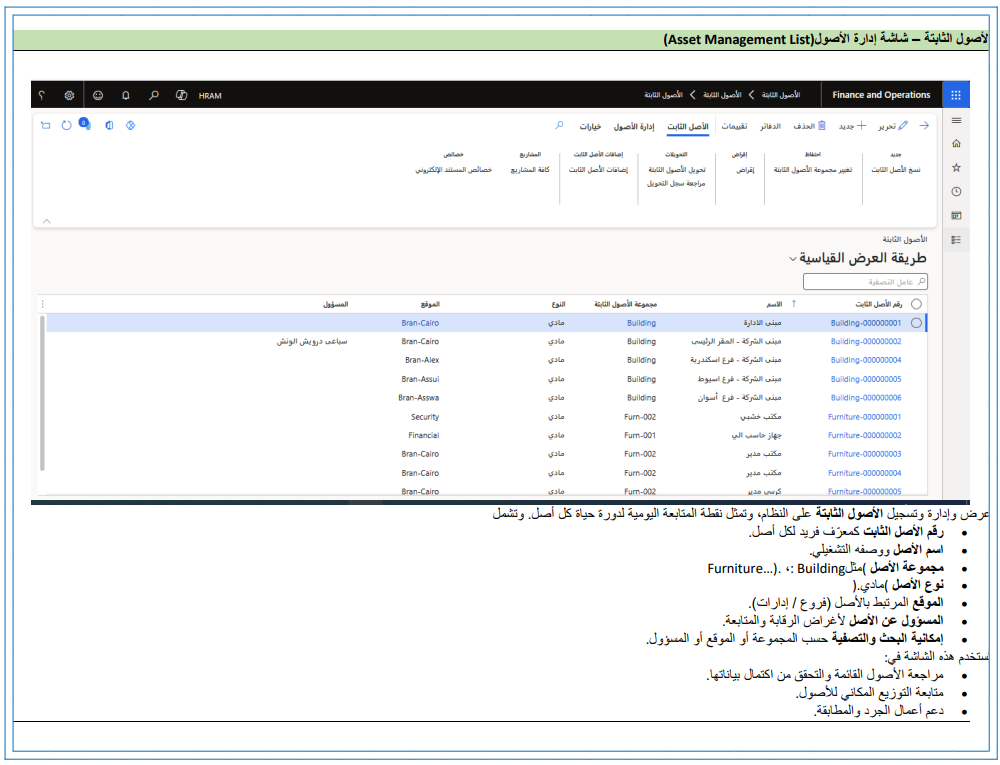 لأصول الثابتة – شاشة إدارة الأصول(Asset Management List)
Finance and Operations
الأصول الثابتة > الأصول الثابتة > الأصول الثابتة
HRAM
تحرير
جديد
الحذف
الدفاتر
تقييمات
الأصل الثابت
إدارة الأصول
خيارات
0
جديد
نسخ الأصل الثابت
احتفاظ
تغيير مجموعة الأصول الثابتة
إقراض
إقراض
التحويلات
تحويل الأصول الثابتة
مراجعة سجل التحويل
إضافات الأصل الثابت
إضافات الأصل الثابت
المشاريع
كافة المشاريع
خصائص
خصائص المستند الإلكتروني
الأصول الثابتة
طريقة العرض القياسية
عامل التصفية
رقم الأصل الثابت ↑ الاسم مجموعة الأصول الثابتة النوع الموقع المسؤول
Building-000000001 مبنى الادارة Building مادي Bran-Cairo
Building-000000002 مبنى الشركة - المقر الرئيسى Building مادي Bran-Cairo سباعى درويش الونش
Building-000000004 مبنى الشركة - فرع اسكندرية Building مادي Bran-Alex
Building-000000005 مبنى الشركة - فرع اسيوط Building مادي Bran-Assui
Building-000000006 مبنى الشركة - فرع أسوان Building مادي Bran-Asswa
Furniture-000000001 مكتب خشبي Furn-002 مادي Security
Furniture-000000002 جهاز حاسب الي Furn-001 مادي Financial
Furniture-000000003 مكتب مدير Furn-002 مادي Bran-Cairo
Furniture-000000004 مكتب مدير Furn-002 مادي Bran-Cairo
Furniture-000000005 كرسي مدير Furn-002 مادي Bran-Cairo
عرض وإدارة وتسجيل الأصول الثابتة على النظام، وتمثل نقطة المتابعة اليومية لدورة حياة كل أصل. وتشمل
• رقم الأصل الثابت كمعرّف فريد لكل أصل.
• اسم الأصل ووصفه التشغيلي.
• مجموعة الأصل )مثلBuilding :، Furniture…).
• نوع الأصل )مادي.(
• الموقع المرتبط بالأصل (فروع / إدارات).
• المسؤول عن الأصل لأغراض الرقابة والمتابعة.
• إمكانية البحث والتصفية حسب المجموعة أو الموقع أو المسؤول.
ستخدم هذه الشاشة في:
• مراجعة الأصول القائمة والتحقق من اكتمال بياناتها.
• متابعة التوزيع المكاني للأصول.
• دعم أعمال الجرد والمطابقة.